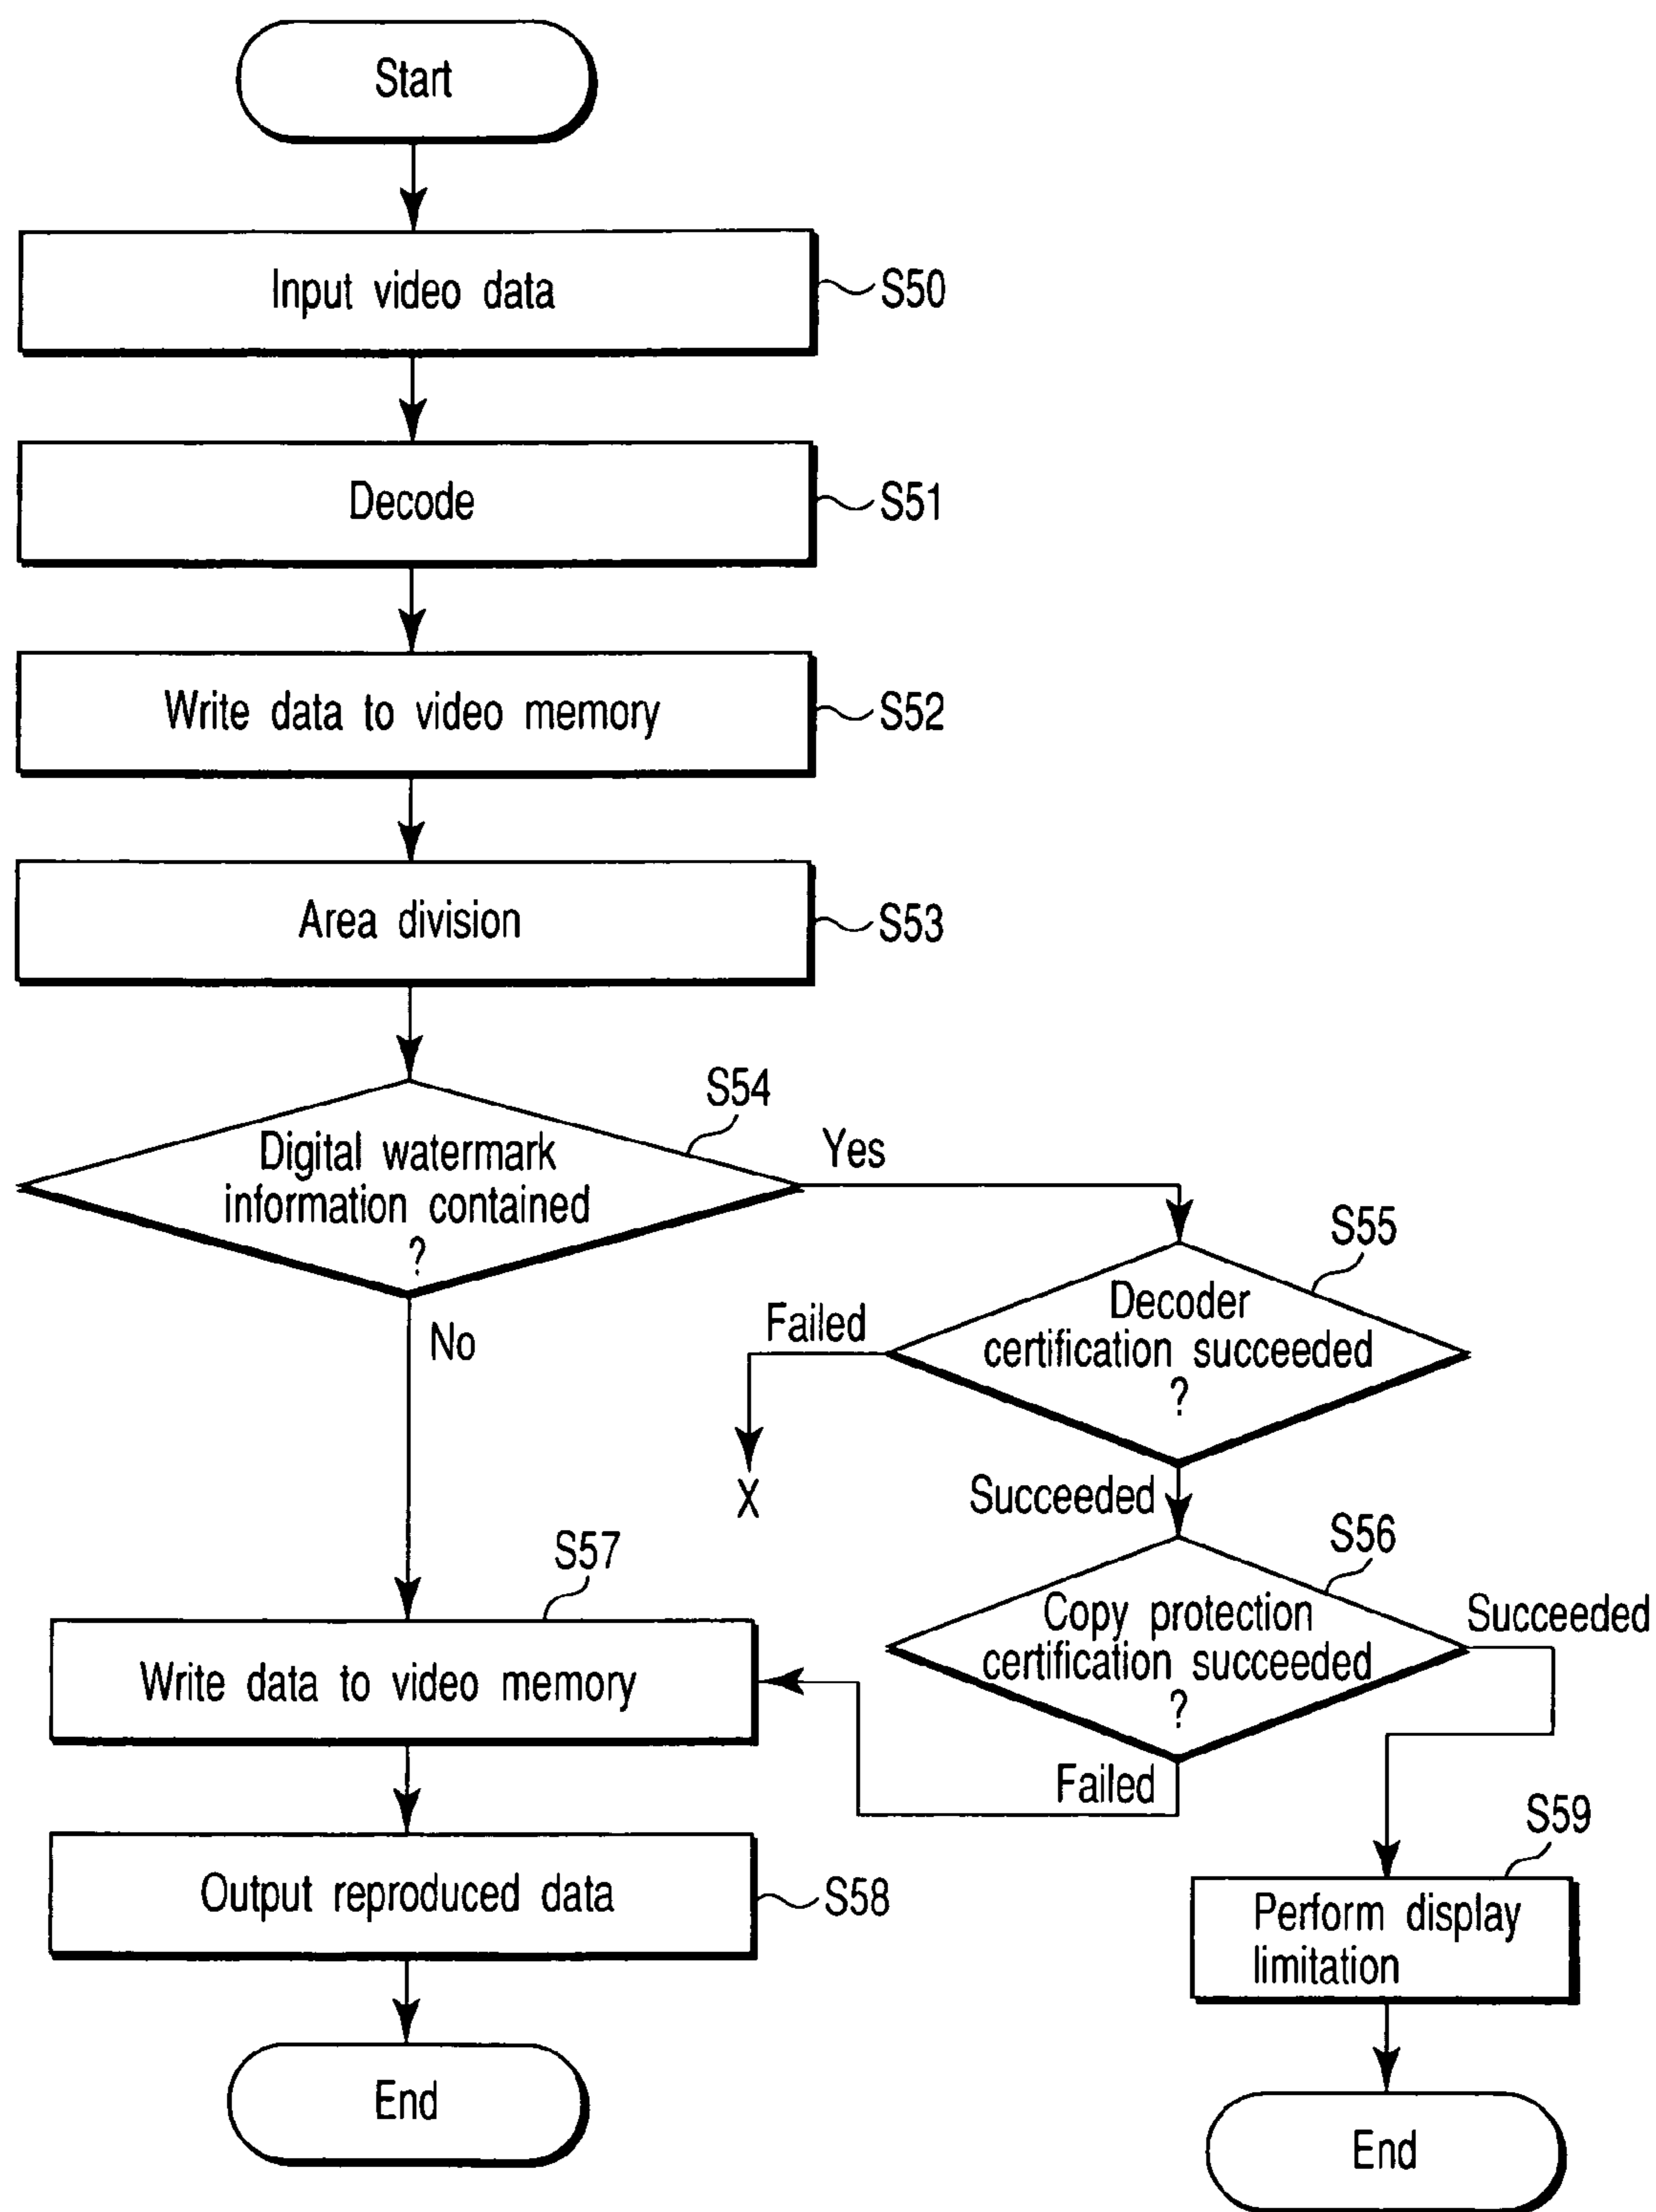 Start
Input video data
S50
Decode
S51
Write data to video memory
S52
Area division
S53
S54
Digital watermark
information contained
?
Yes
No
S55
Decoder
certification succeeded
?
Failed
X
Succeeded
S56
Copy protection
certification succeeded
?
Succeeded
Failed
S57
Write data to video memory
Output reproduced data
S58
S59
Perform display
limitation
End
End